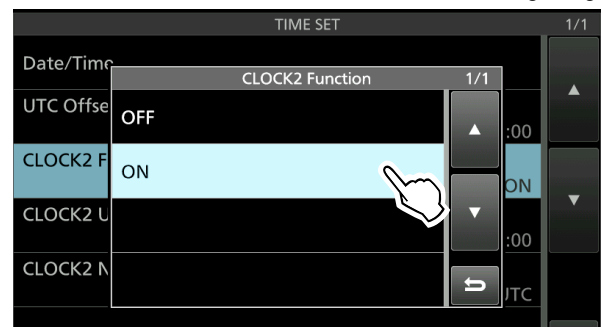 TIME SET 1/1
Date/Time
CLOCK2 Function 1/1
UTC Offse
OFF
:00
CLOCK2 F
ON
ON
CLOCK2 U
:00
CLOCK2 N
UTC